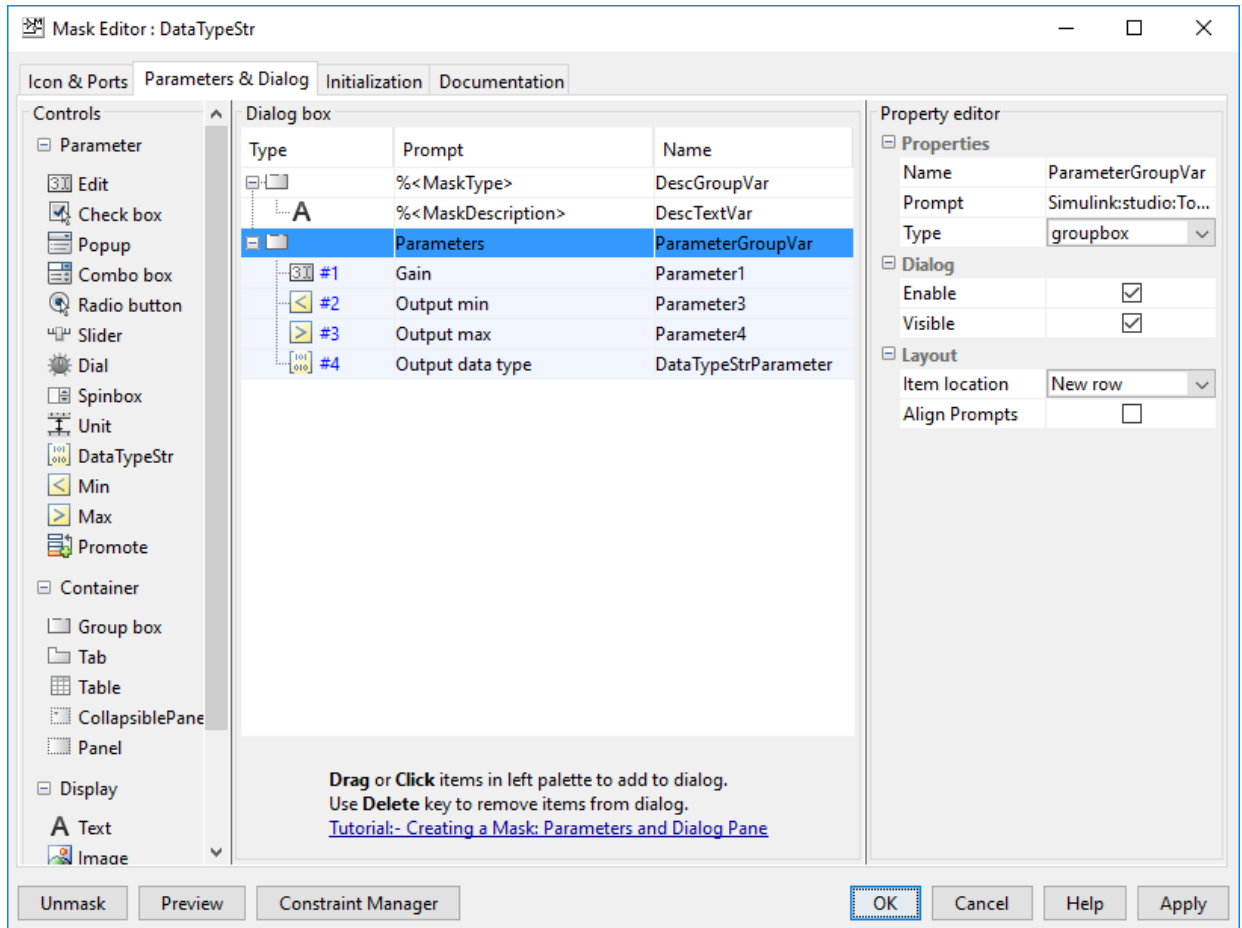 Mask Editor : DataTypeStr
Icon & Ports Parameters & Dialog Initialization Documentation
Controls
Parameter
Edit
Check box
Popup
Combo box
Radio button
Slider
Dial
Spinbox
Unit
DataTypeStr
Min
Max
Promote
Container
Group box
Tab
Table
CollapsiblePane
Panel
Display
A Text
Image
Dialog box
Type Prompt Name
%<MaskType> DescGroupVar
A %<MaskDescription> DescTextVar
Parameters ParameterGroupVar
#1 Gain Parameter1
#2 Output min Parameter3
#3 Output max Parameter4
#4 Output data type DataTypeStrParameter
Drag or Click items in left palette to add to dialog.
Use Delete key to remove items from dialog.
Tutorial:- Creating a Mask: Parameters and Dialog Pane
Property editor
Properties
Name ParameterGroupVar
Prompt Simulink:studio:To...
Type groupbox
Dialog
Enable
Visible
Layout
Item location New row
Align Prompts
Unmask Preview Constraint Manager OK Cancel Help Apply